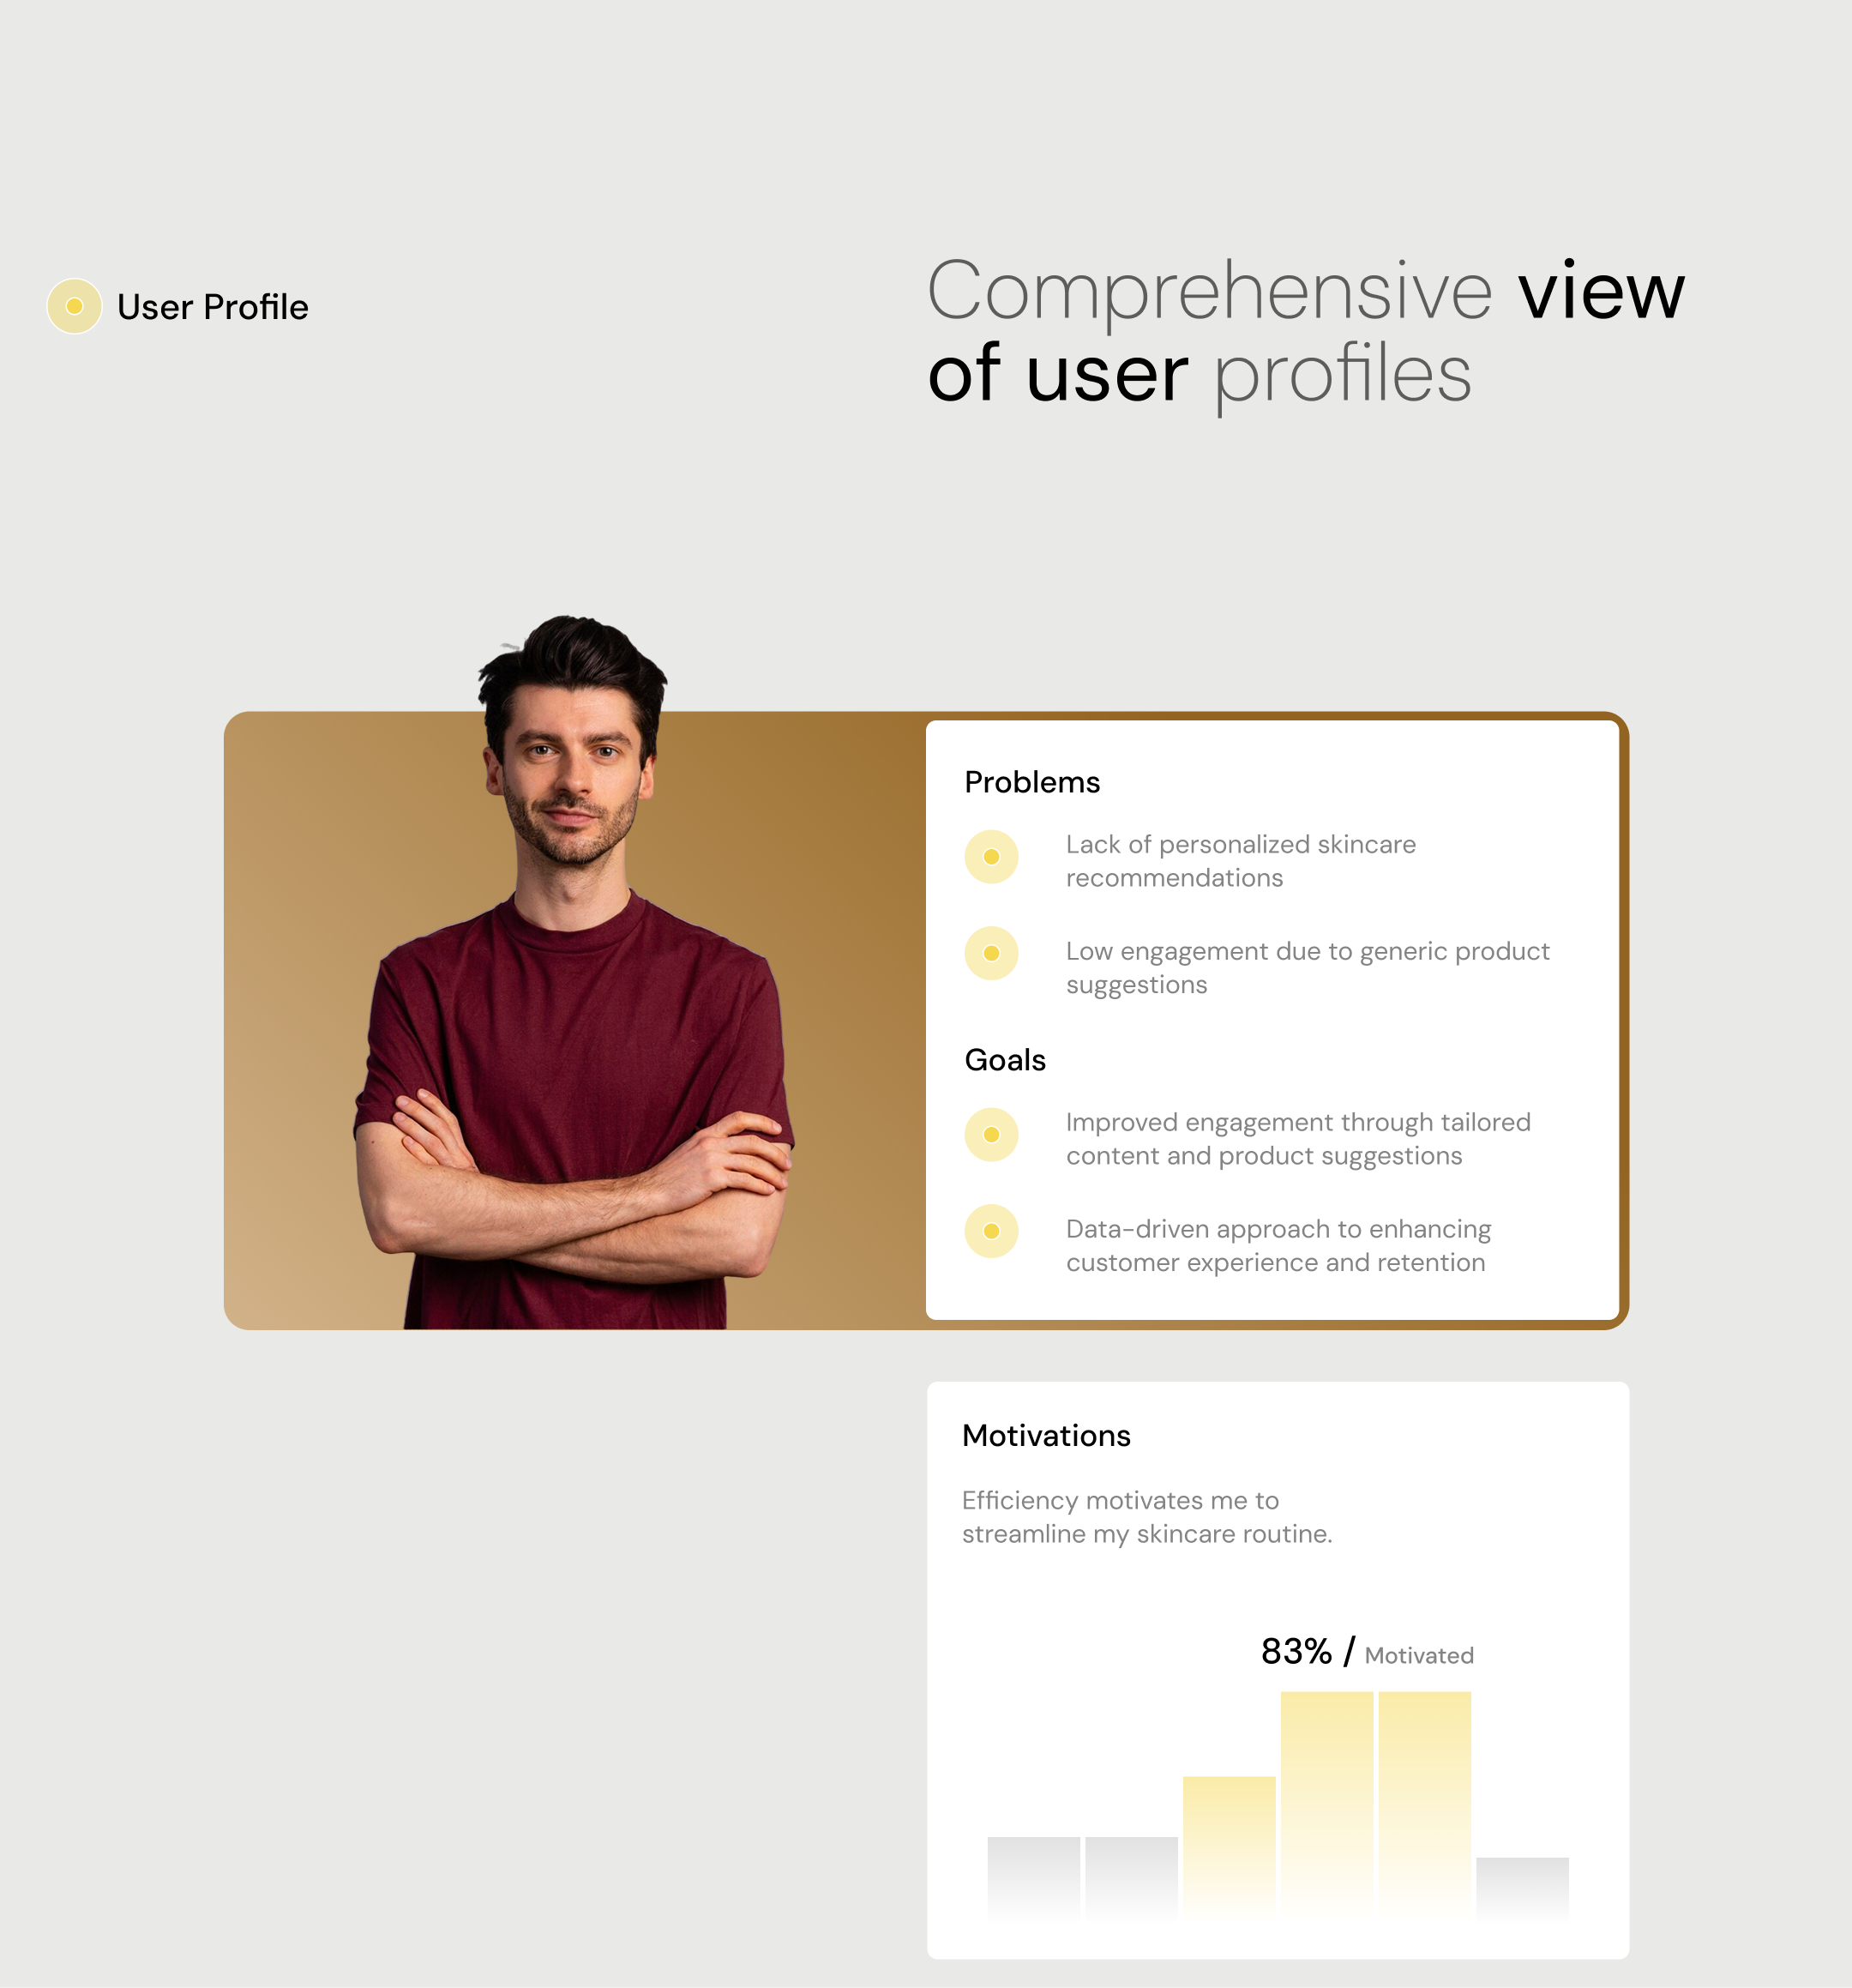 User Profile
Comprehensive view
of user profiles
Problems
Lack of personalized skincare
recommendations
Low engagement due to generic product
suggestions
Goals
Improved engagement through tailored
content and product suggestions
Data-driven approach to enhancing
customer experience and retention
Motivations
Efficiency motivates me to
streamline my skincare routine.
83% / Motivated